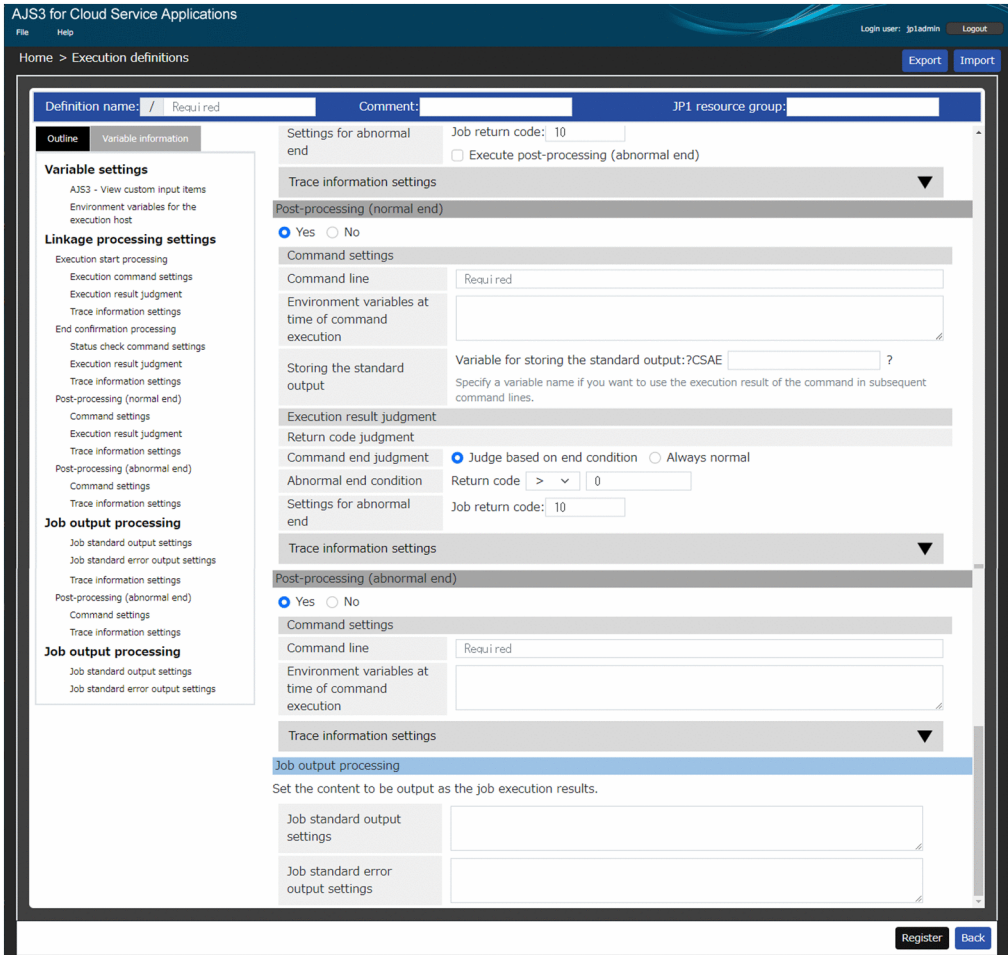 AJS3 for Cloud Service Applications
File Help
Login user: jp1admin Logout
Home > Execution definitions
Export Import
Definition name: / Required Comment: JP1 resource group:
Outline Variable information
Variable settings
AJS3 - View custom input items
Environment variables for the
execution host
Linkage processing settings
Execution start processing
Execution command settings
Execution result judgment
Trace information settings
End confirmation processing
Status check command settings
Execution result judgment
Trace information settings
Post-processing (normal end)
Command settings
Execution result judgment
Trace information settings
Post-processing (abnormal end)
Command settings
Trace information settings
Job output processing
Job standard output settings
Job standard error output settings
Trace information settings
Post-processing (abnormal end)
Command settings
Trace information settings
Job output processing
Job standard output settings
Job standard error output settings
Settings for abnormal
end
Job return code: 10
Execute post-processing (abnormal end)
Trace information settings
Post-processing (normal end)
Yes No
Command settings
Command line Required
Environment variables at
time of command
execution
Storing the standard
output
Variable for storing the standard output:?CSAE ?
Specify a variable name if you want to use the execution result of the command in subsequent
command lines.
Execution result judgment
Return code judgment
Command end judgment Judge based on end condition Always normal
Abnormal end condition Return code > 0
Settings for abnormal
end
Job return code: 10
Trace information settings
Post-processing (abnormal end)
Yes No
Command settings
Command line Required
Environment variables at
time of command
execution
Trace information settings
Job output processing
Set the content to be output as the job execution results.
Job standard output
settings
Job standard error
output settings
Register Back